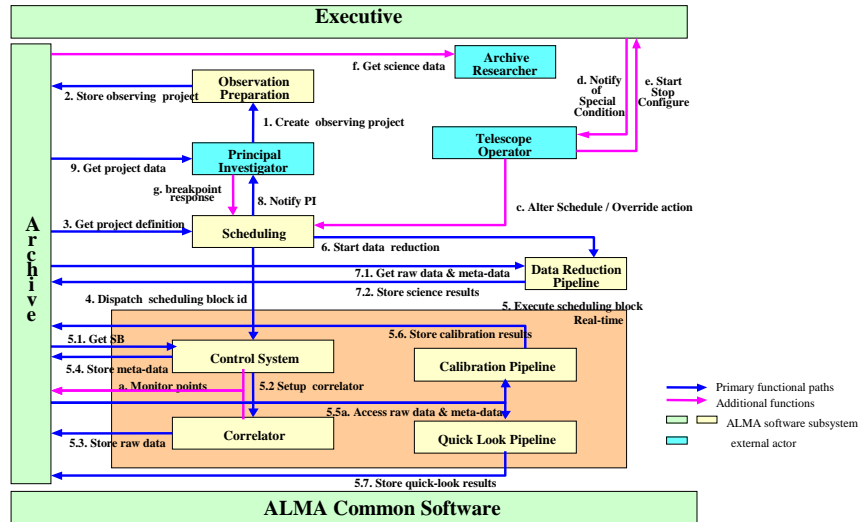 Executive
Archive
f. Get science data
Archive
Researcher
d. Notify
of
Special
Condition
e. Start
Stop
Configure
Observation
Preparation
2. Store observing project
1. Create observing project
Telescope
Operator
Principal
Investigator
9. Get project data
g. breakpoint
response
8. Notify PI
c. Alter Schedule / Override action
3. Get project definition
Scheduling
6. Start data reduction
7.1. Get raw data & meta-data
Data Reduction
Pipeline
7.2. Store science results
4. Dispatch scheduling block id
5. Execute scheduling block
Real-time
5.6. Store calibration results
5.1. Get SB
Control System
Calibration Pipeline
5.4. Store meta-data
a. Monitor points
5.2 Setup correlator
Primary functional paths
Additional functions
5.5a. Access raw data & meta-data
ALMA software subsystem
5.3. Store raw data
Correlator
Quick Look Pipeline
external actor
5.7. Store quick-look results
ALMA Common Software